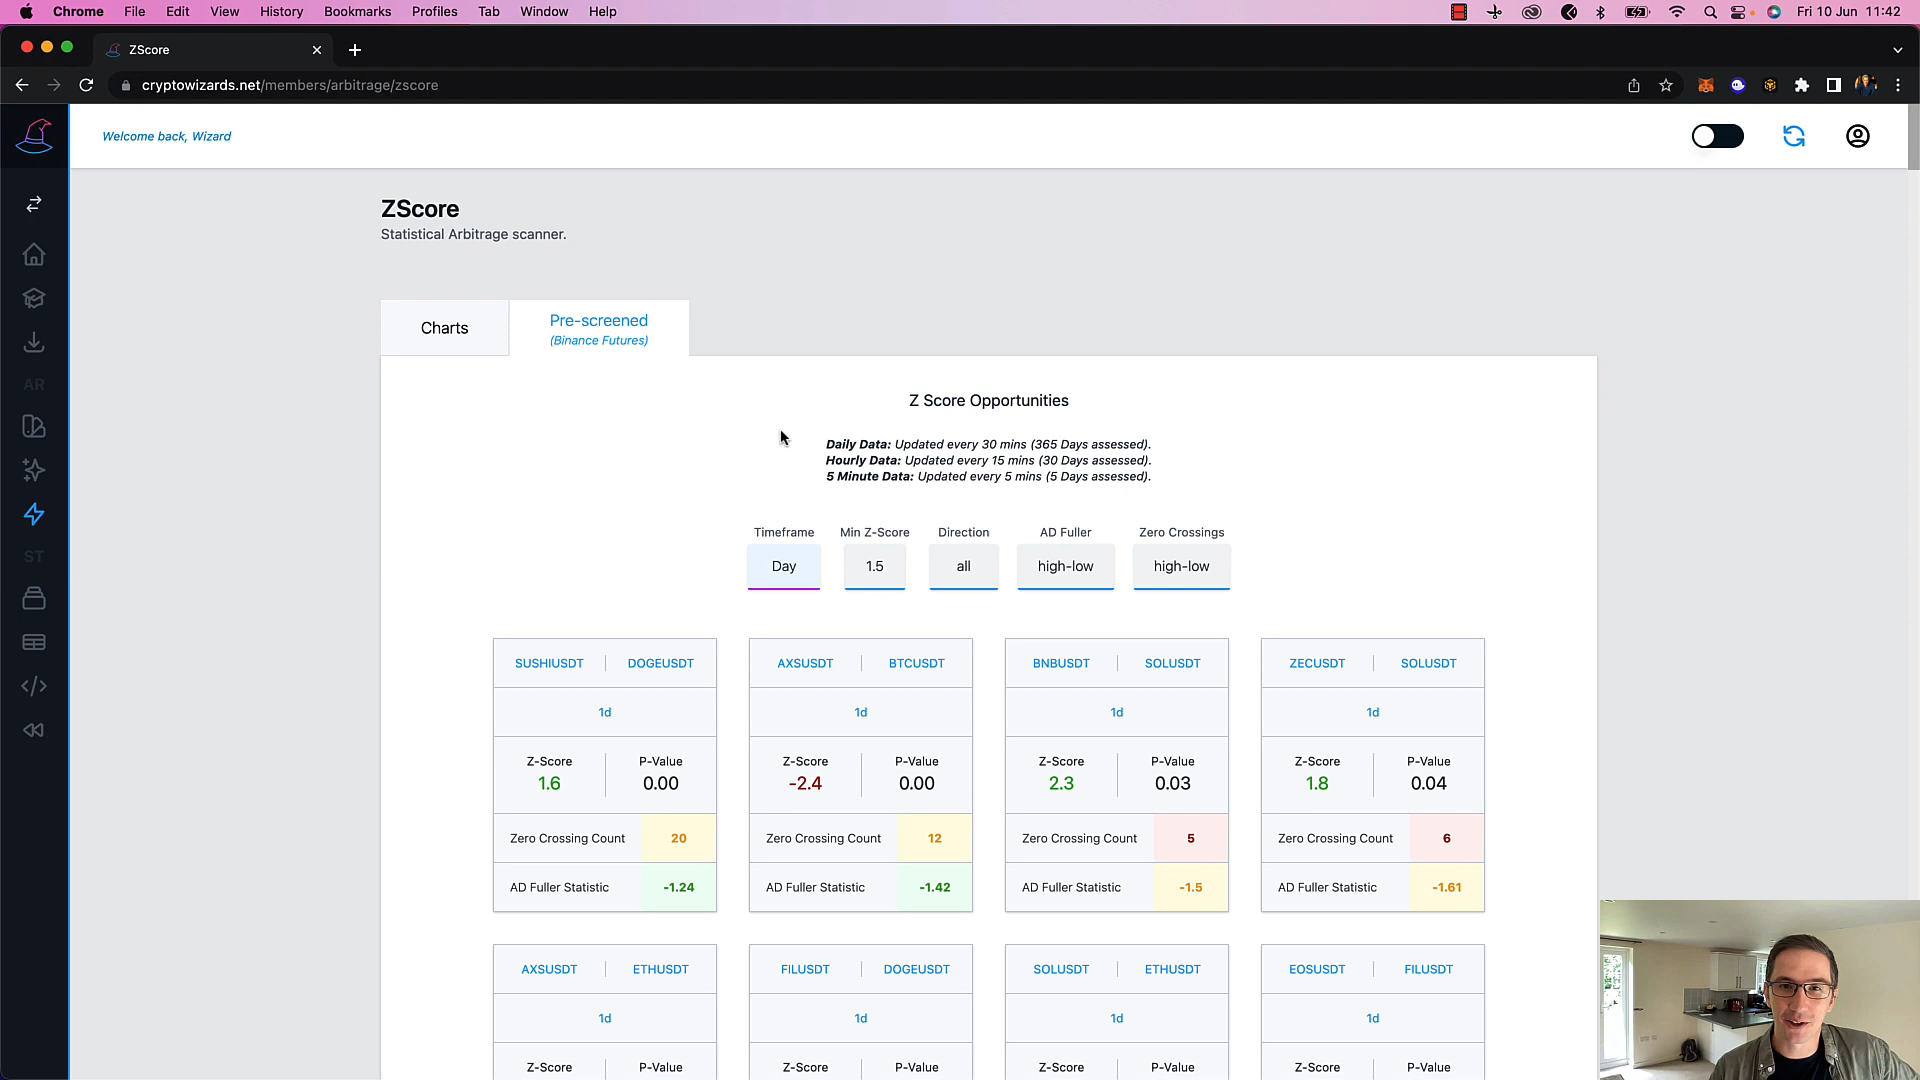 Chrome File Edit View History Bookmarks Profiles Tab Window Help Fri 10 Jun 11:42
ZScore
cryptowizards.net/members/arbitrage/zscore
Welcome back, Wizard
ZScore
Statistical Arbitrage scanner.
Charts
Pre-screened
(Binance Futures)
AR
ST
Z Score Opportunities
Daily Data: Updated every 30 mins (365 Days assessed).
Hourly Data: Updated every 15 mins (30 Days assessed).
5 Minute Data: Updated every 5 mins (5 Days assessed).
Timeframe Min Z-Score Direction AD Fuller Zero Crossings
Day 1.5 all high-low high-low
SUSHIUSDT DOGEUSDT AXSUSDT BTCUSDT BNBUSDT SOLUSDT ZECUSDT SOLUSDT
1d 1d 1d 1d
Z-Score P-Value Z-Score P-Value Z-Score P-Value Z-Score P-Value
1.6 0.00 -2.4 0.00 2.3 0.03 1.8 0.04
Zero Crossing Count 20 Zero Crossing Count 12 Zero Crossing Count 5 Zero Crossing Count 6
AD Fuller Statistic -1.24 AD Fuller Statistic -1.42 AD Fuller Statistic -1.5 AD Fuller Statistic -1.61
AXSUSDT ETHUSDT FILUSDT DOGEUSDT SOLUSDT ETHUSDT EOSUSDT FILUSDT
1d 1d 1d 1d
Z-Score P-Value Z-Score P-Value Z-Score P-Value Z-Score P-Value